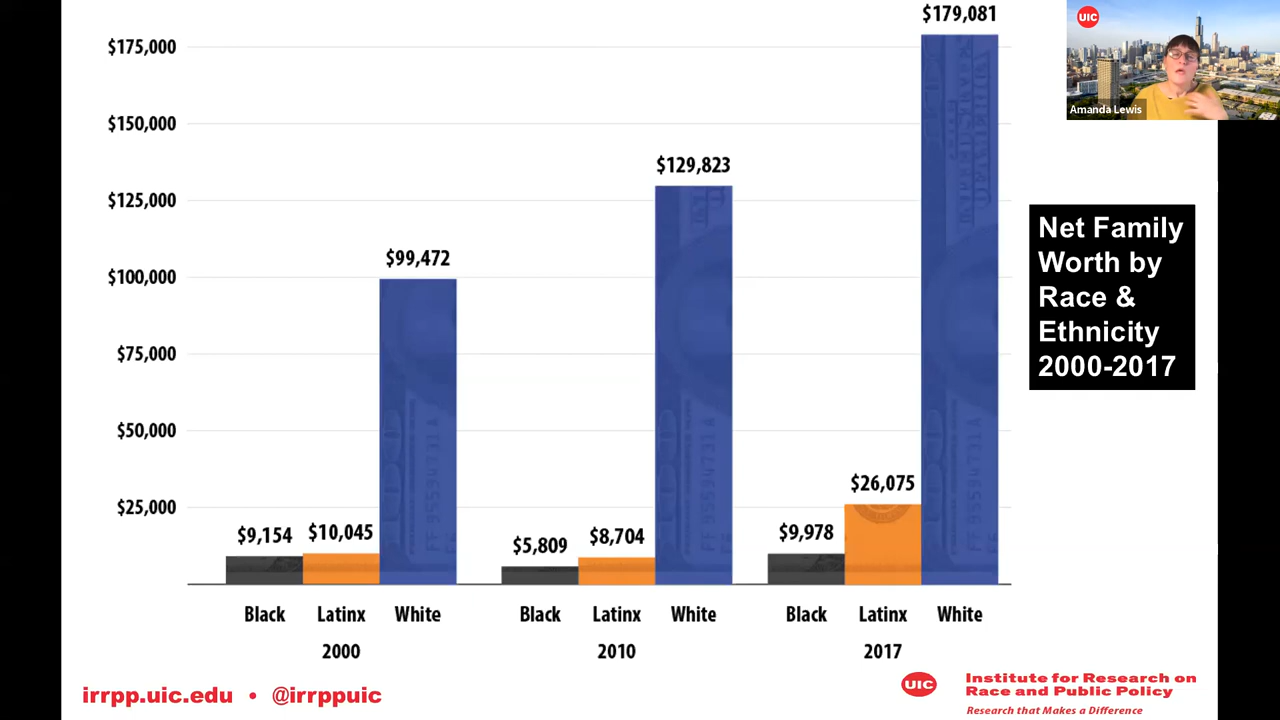 $175,000
$150,000
$125,000
$100,000
$75,000
$50,000
$25,000
$9,154
$10,045
$99,472
$5,809
$8,704
$129,823
$9,978
$26,075
$179,081
Black Latinx White Black Latinx White Black Latinx White
2000 2010 2017
UIC
Amanda Lewis
Net Family
Worth by
Race &
Ethnicity
2000-2017
irrpp.uic.edu • @irrppuic
UIC
Institute for Research on
Race and Public Policy
Research that Makes a Difference